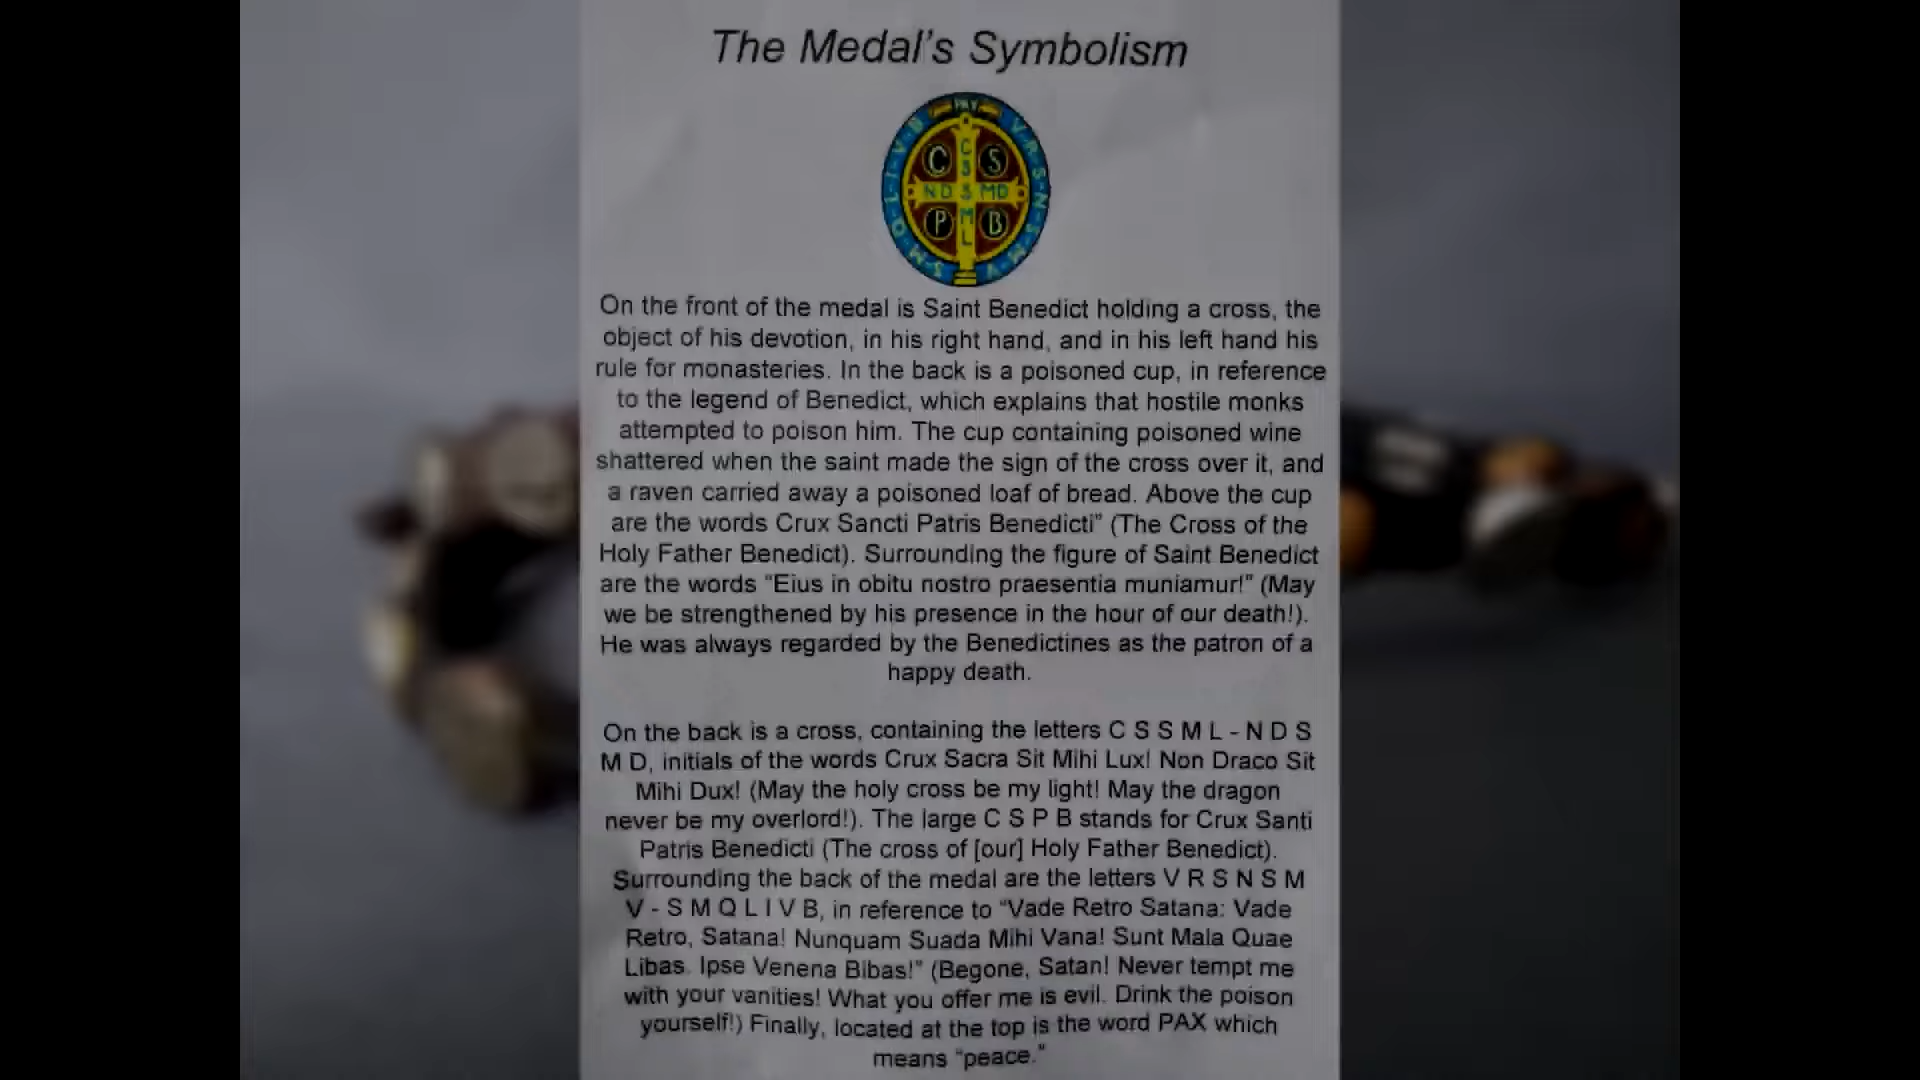 The Medal's Symbolism
PAX
V R S N S M V
S M Q L I V B
C S
C
S
N D S M D
M
L
P B
On the front of the medal is Saint Benedict holding a cross, the
object of his devotion, in his right hand, and in his left hand his
rule for monasteries. In the back is a poisoned cup, in reference
to the legend of Benedict, which explains that hostile monks
attempted to poison him. The cup containing poisoned wine
shattered when the saint made the sign of the cross over it, and
a raven carried away a poisoned loaf of bread. Above the cup
are the words Crux Sancti Patris Benedicti" (The Cross of the
Holy Father Benedict). Surrounding the figure of Saint Benedict
are the words "Eius in obitu nostro praesentia muniamur!" (May
we be strengthened by his presence in the hour of our death!).
He was always regarded by the Benedictines as the patron of a
happy death.
On the back is a cross, containing the letters C S S M L - N D S
M D, initials of the words Crux Sacra Sit Mihi Lux! Non Draco Sit
Mihi Dux! (May the holy cross be my light! May the dragon
never be my overlord!). The large C S P B stands for Crux Santi
Patris Benedicti (The cross of [our] Holy Father Benedict).
Surrounding the back of the medal are the letters V R S N S M
V - S M Q L I V B, in reference to "Vade Retro Satana: Vade
Retro, Satana! Nunquam Suada Mihi Vana! Sunt Mala Quae
Libas. Ipse Venena Bibas!" (Begone, Satan! Never tempt me
with your vanities! What you offer me is evil. Drink the poison
yourself!) Finally, located at the top is the word PAX which
means "peace."